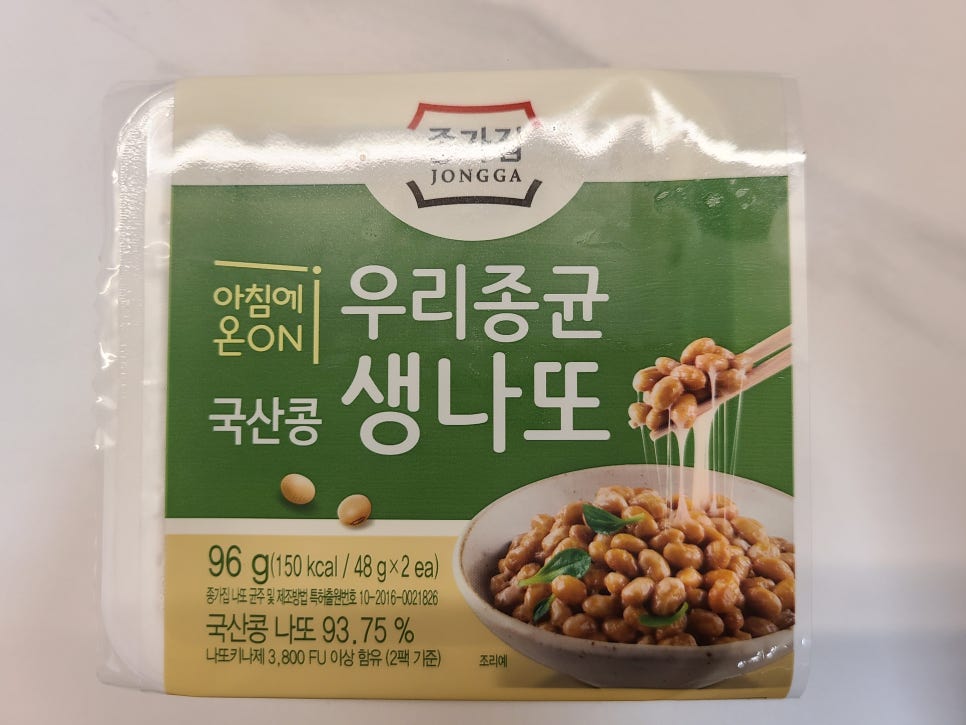 종가집
JONGGA
아침에
온ON
우리종균
국산콩 생나또
96 g(150 kcal / 48 g×2 ea)
종가집 나또 균주 및 제조방법 특허출원번호 10-2016-0021826
국산콩 나또 93.75 %
나또키나제 3,800 FU 이상 함유 (2팩 기준)
조리예